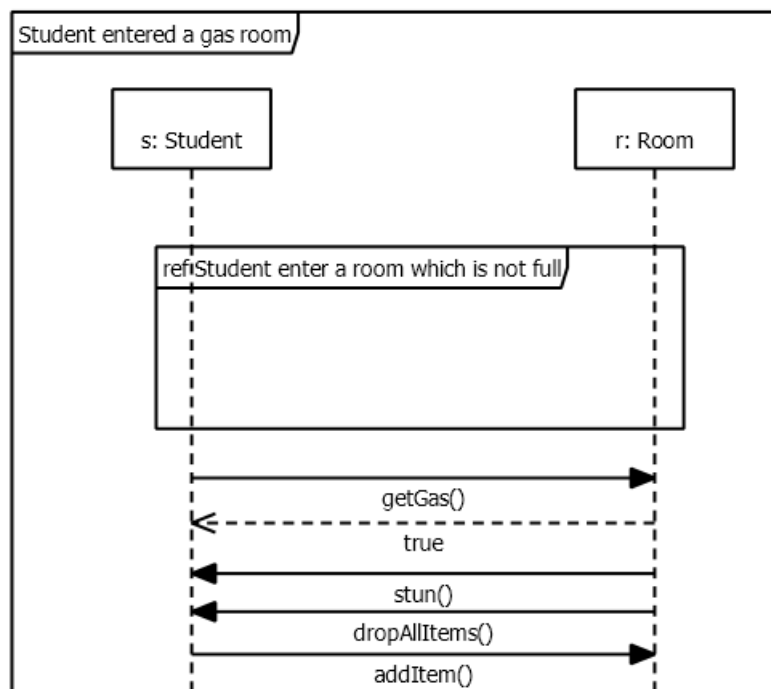 Student entered a gas room
s: Student
r: Room
ref Student enter a room which is not full
getGas()
true
stun()
dropAllItems()
addItem()